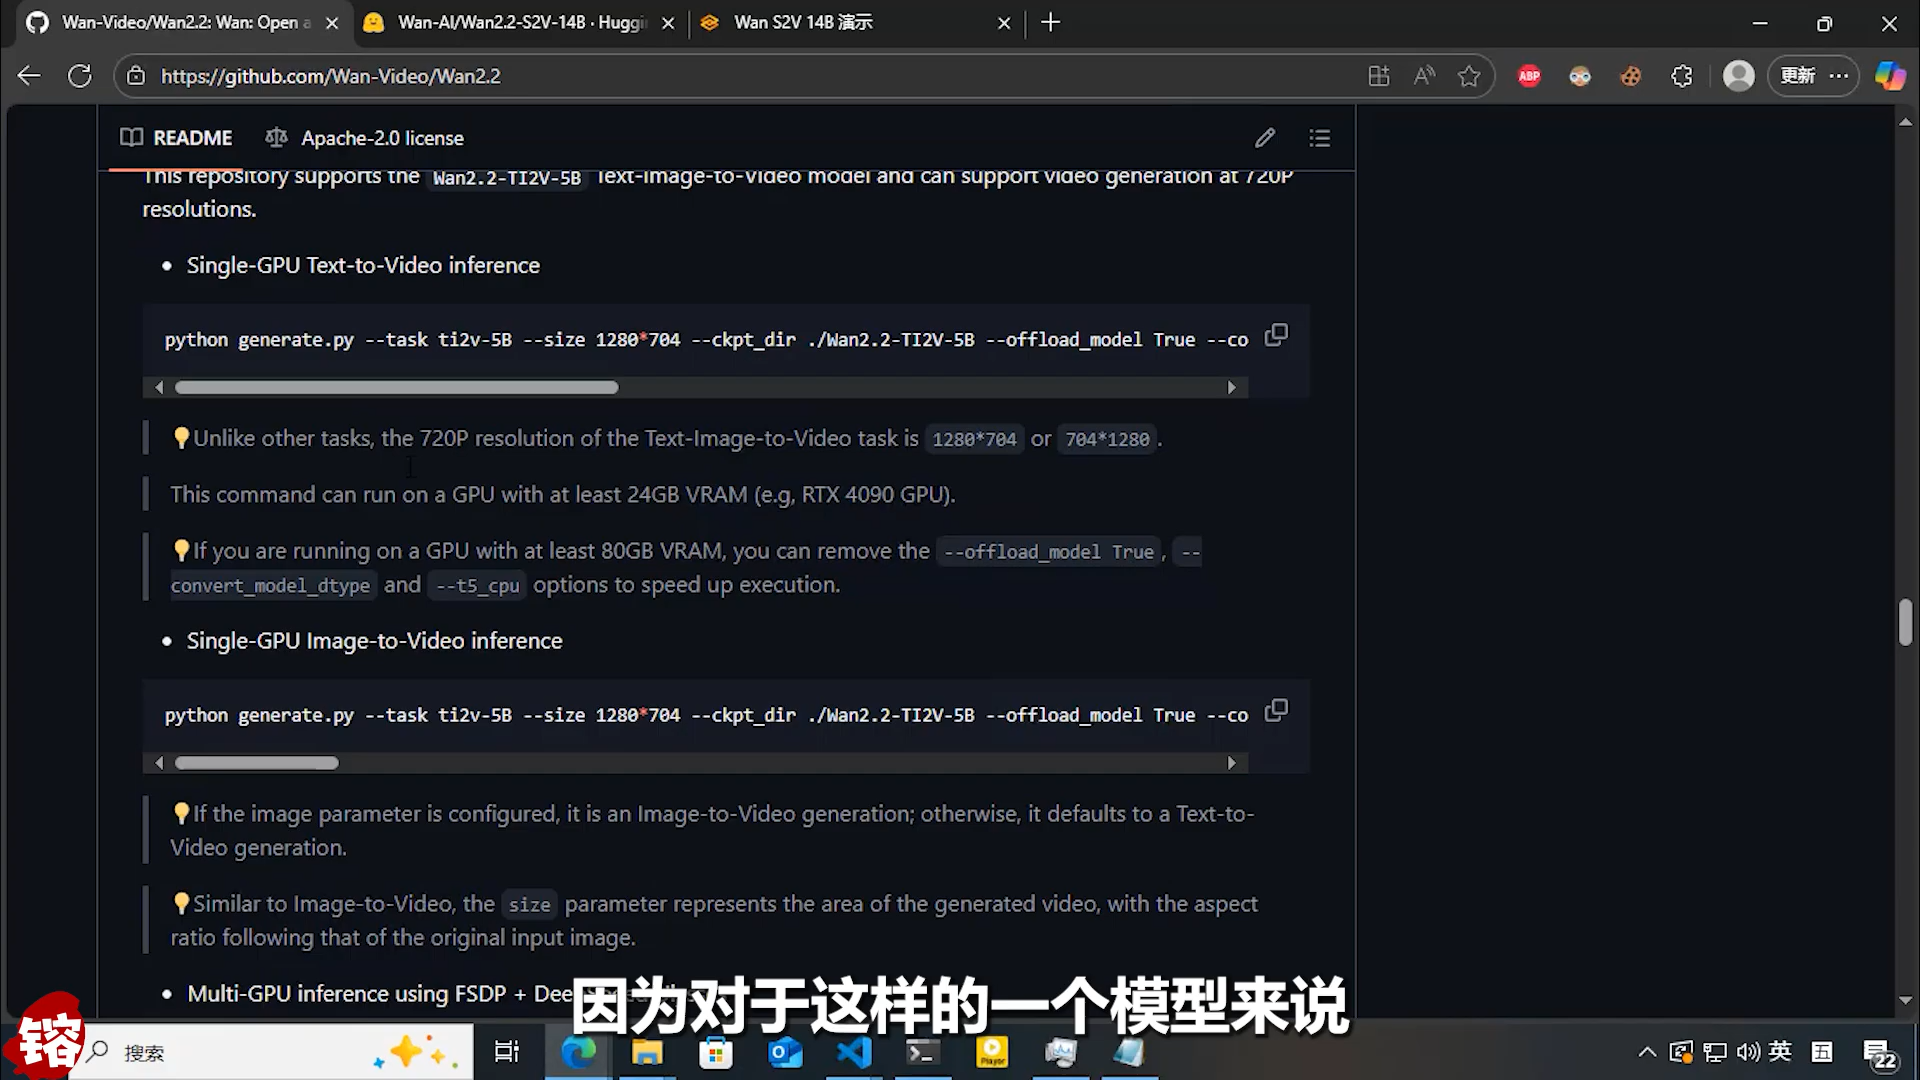 Wan-Video/Wan2.2: Wan: Open a
Wan-AI/Wan2.2-S2V-14B · Huggi
Wan S2V 14B 演示
https://github.com/Wan-Video/Wan2.2
ABP
更新
README
Apache-2.0 license
This repository supports the Wan2.2-TI2V-5B Text-Image-to-Video model and can support video generation at 720P
resolutions.
• Single-GPU Text-to-Video inference
python generate.py --task ti2v-5B --size 1280*704 --ckpt_dir ./Wan2.2-TI2V-5B --offload_model True --co
💡Unlike other tasks, the 720P resolution of the Text-Image-to-Video task is 1280*704 or 704*1280.
This command can run on a GPU with at least 24GB VRAM (e.g, RTX 4090 GPU).
💡If you are running on a GPU with at least 80GB VRAM, you can remove the --offload_model True, --
convert_model_dtype and --t5_cpu options to speed up execution.
• Single-GPU Image-to-Video inference
python generate.py --task ti2v-5B --size 1280*704 --ckpt_dir ./Wan2.2-TI2V-5B --offload_model True --co
💡If the image parameter is configured, it is an Image-to-Video generation; otherwise, it defaults to a Text-to-
Video generation.
💡Similar to Image-to-Video, the size parameter represents the area of the generated video, with the aspect
ratio following that of the original input image.
• Multi-GPU inference using FSDP + Dee
因为对于这样的一个模型来说
镕
搜索
Player
英
五
22